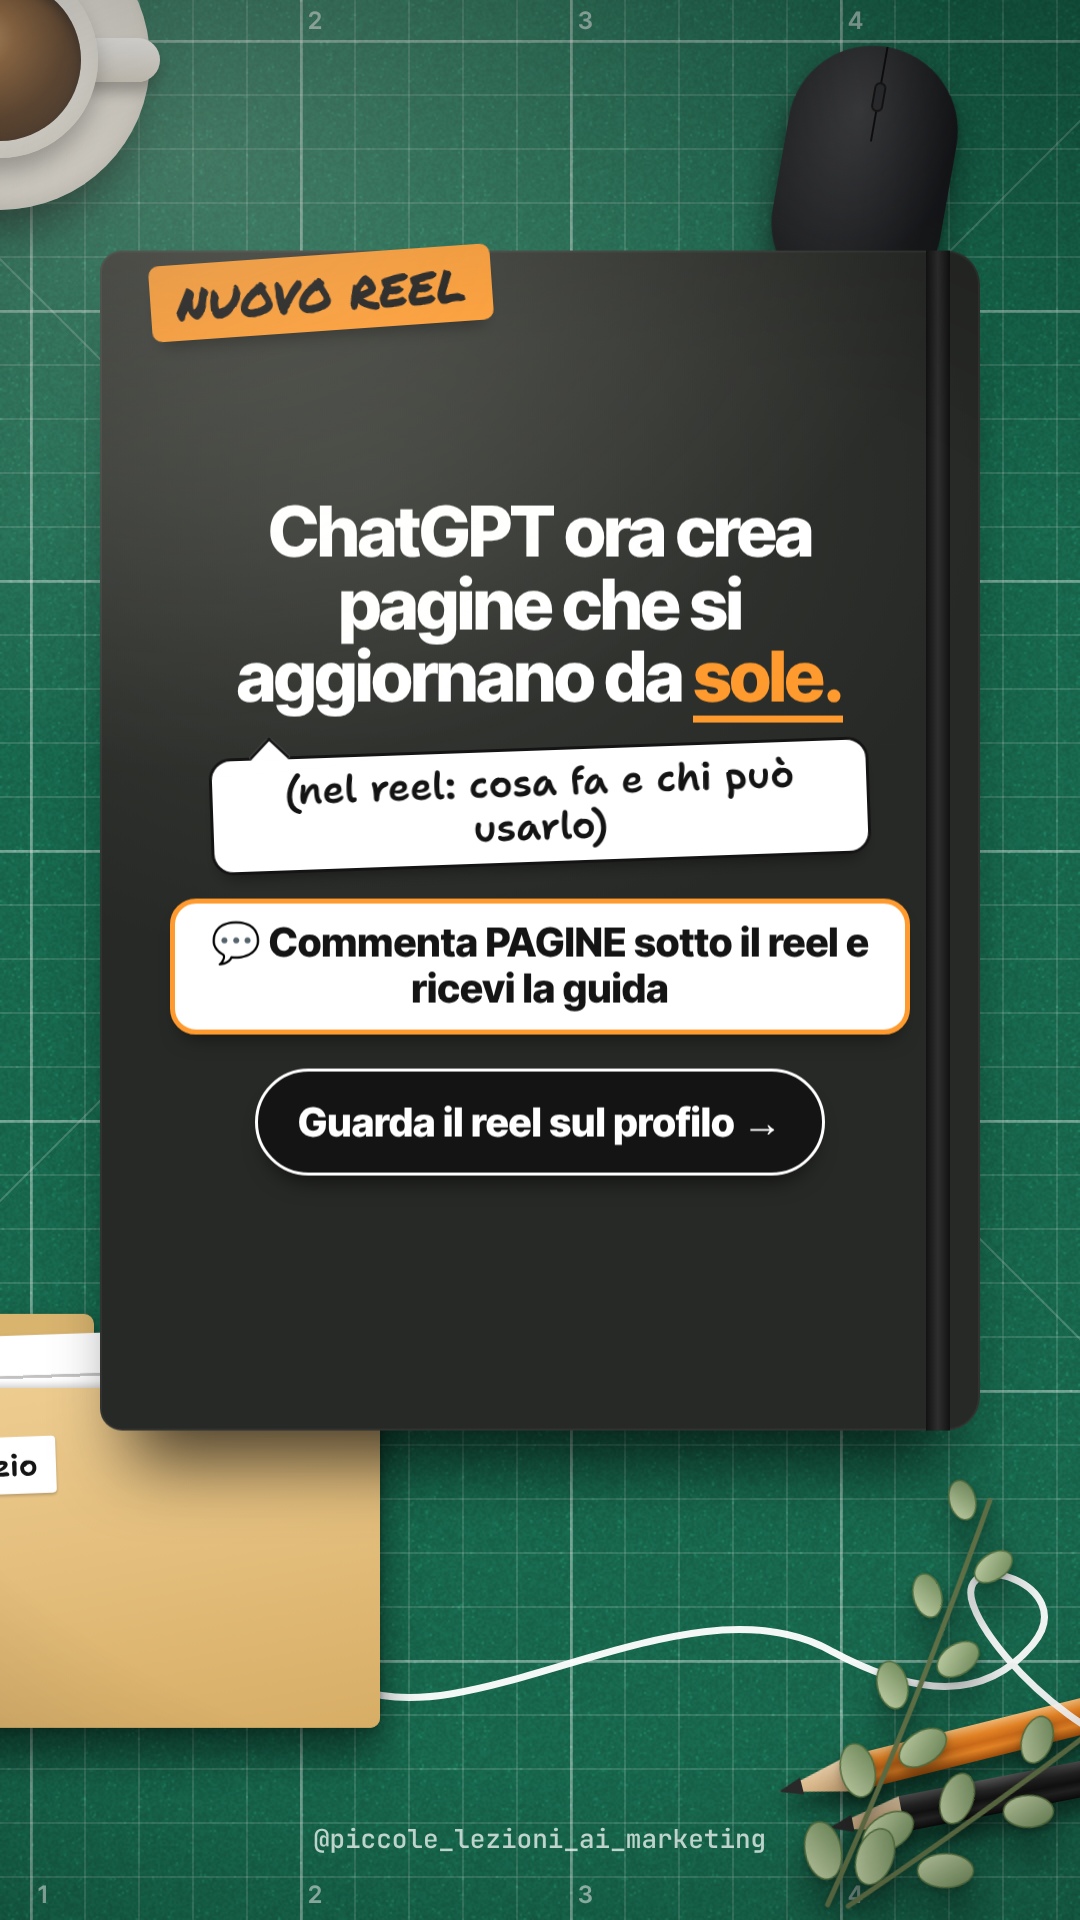 2 3 4
NUOVO REEL
ChatGPT ora crea
pagine che si
aggiornano da sole.
(nel reel: cosa fa e chi può
usarlo)
💬 Commenta PAGINE sotto il reel e
ricevi la guida
Guarda il reel sul profilo →
zio
@piccole_lezioni_ai_marketing
1 2 3 4